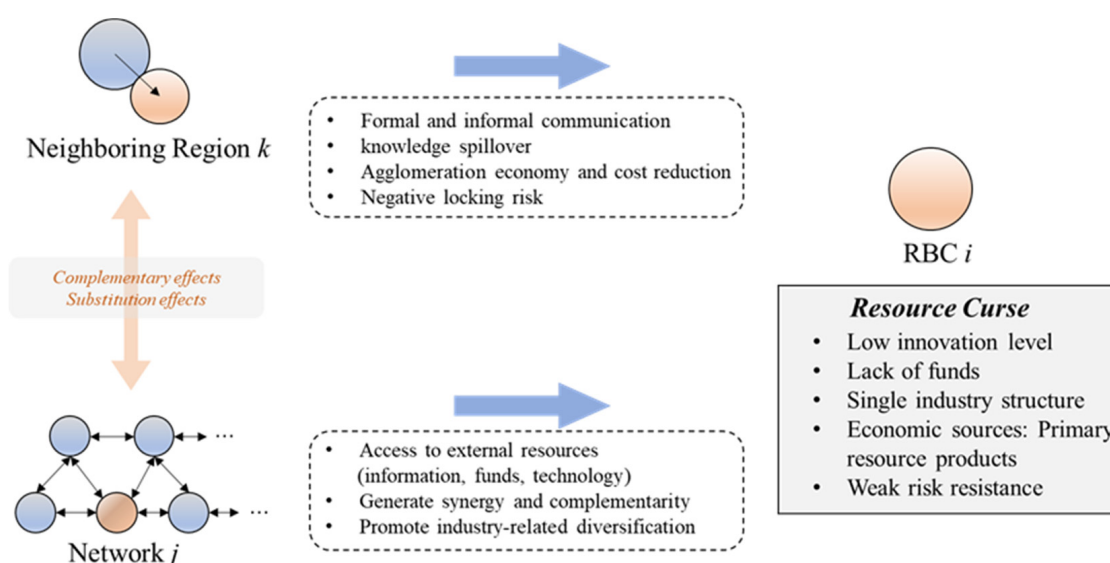 Neighboring Region k
• Formal and informal communication
• knowledge spillover
• Agglomeration economy and cost reduction
• Negative locking risk
Complementary effects
Substitution effects
...
...
Network j
• Access to external resources
(information, funds, technology)
• Generate synergy and complementarity
• Promote industry-related diversification
RBC i
Resource Curse
• Low innovation level
• Lack of funds
• Single industry structure
• Economic sources: Primary
resource products
• Weak risk resistance